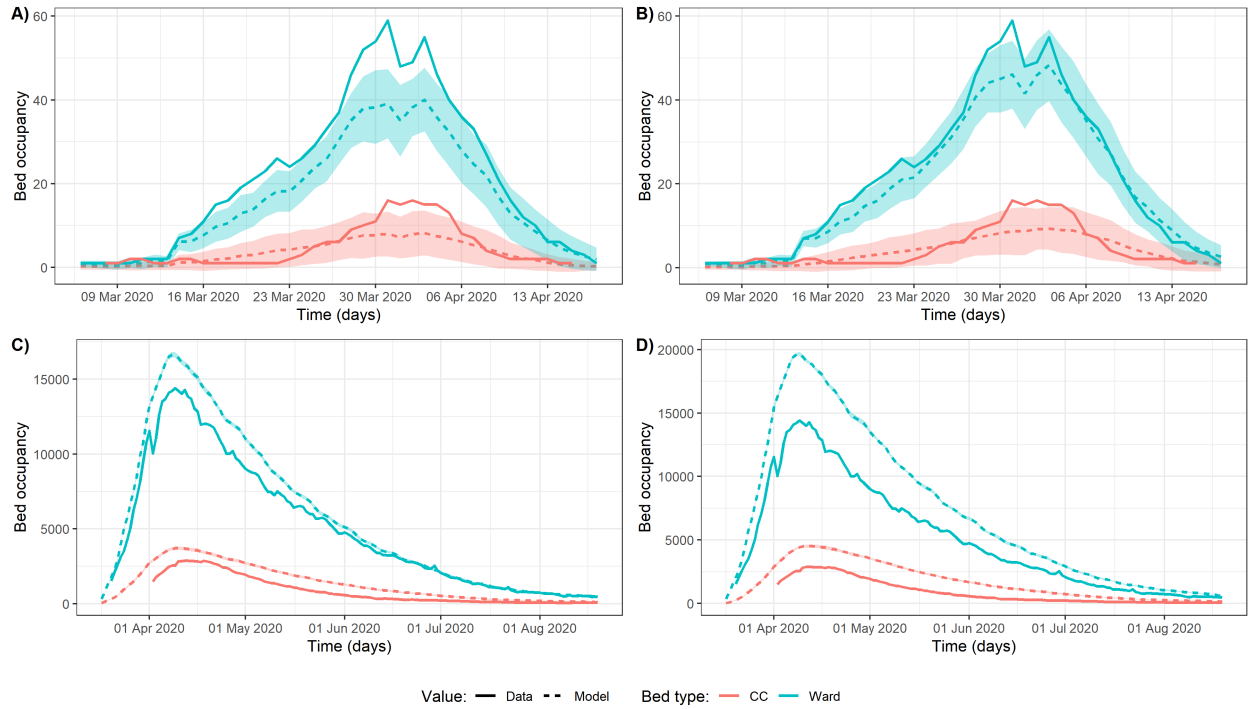 A)
B)
Bed occupancy
60
40
20
0
09 Mar 2020 16 Mar 2020 23 Mar 2020 30 Mar 2020 06 Apr 2020 13 Apr 2020
Time (days)
Bed occupancy
60
40
20
0
09 Mar 2020 16 Mar 2020 23 Mar 2020 30 Mar 2020 06 Apr 2020 13 Apr 2020
Time (days)
C)
Bed occupancy
15000
10000
5000
0
01 Apr 2020 01 May 2020 01 Jun 2020 01 Jul 2020 01 Aug 2020
Time (days)
D)
Bed occupancy
20000
15000
10000
5000
0
01 Apr 2020 01 May 2020 01 Jun 2020 01 Jul 2020 01 Aug 2020
Time (days)
Value: Data Model Bed type: CC Ward